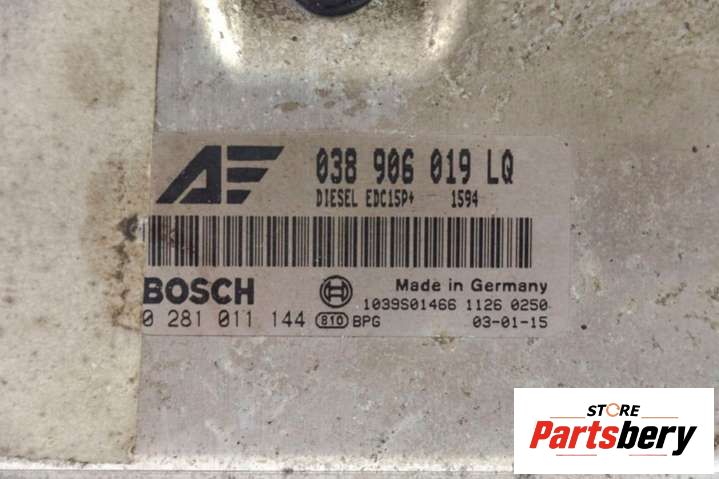 AF 038 906 019 LQ
DIESEL EDC15P+ 1594
BOSCH Made in Germany
1039S01466 1126 0250
0 281 011 144 810 BPG 03-01-15
STORE
Partsbery